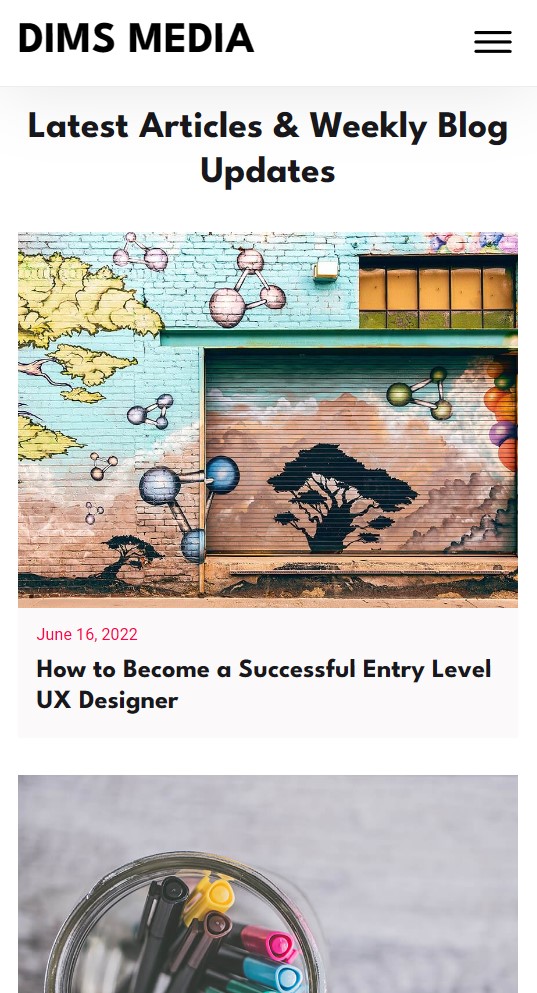 DIMS MEDIA
Latest Articles & Weekly Blog
Updates
June 16, 2022
How to Become a Successful Entry Level
UX Designer